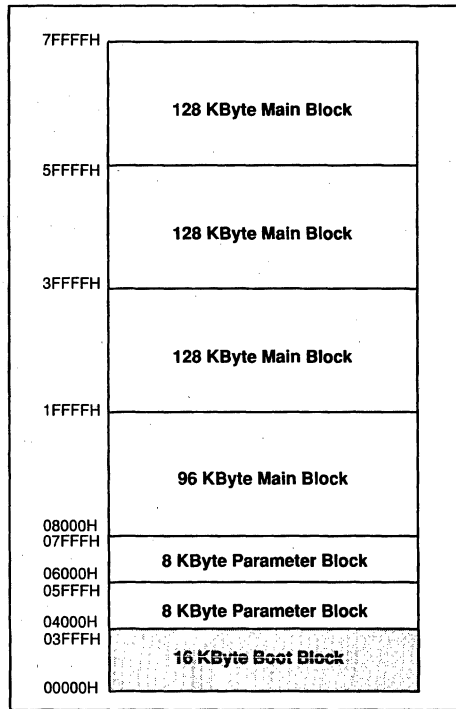 7FFFFH
128 KByte Main Block
5FFFFH
128 KByte Main Block
3FFFFH
128 KByte Main Block
1FFFFH
96 KByte Main Block
08000H
07FFFH
8 KByte Parameter Block
06000H
05FFFH
8 KByte Parameter Block
04000H
03FFFH
16 KByte Boot Block
00000H